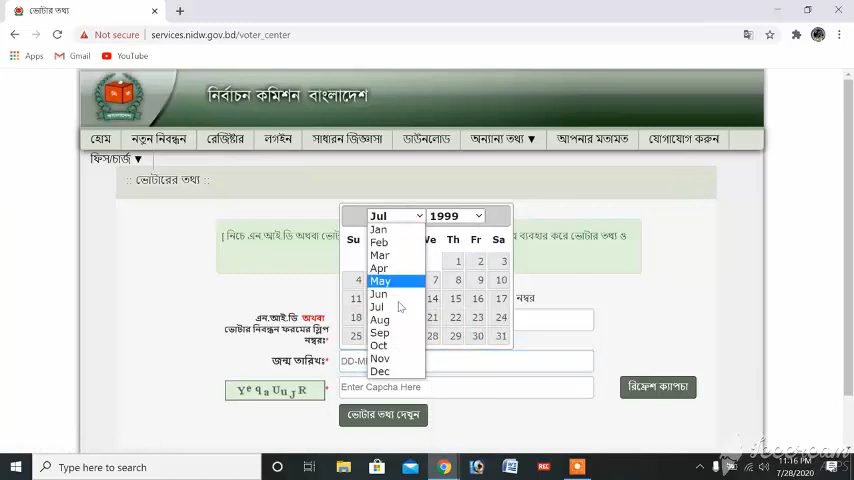 ভোটার তথ্য
Not secure services.nidw.gov.bd/voter_center
Apps Gmail YouTube
নির্বাচন কমিশন বাংলাদেশ
হোম নতুন নিবন্ধন রেজিষ্টার লগইন সাধারন জিজ্ঞাসা ডাউনলোড অন্যান্য তথ্য ▼ আপনার মতামত যোগাযোগ করুন
ফিস/চার্জ ▼
:: ভোটারের তথ্য ::
Jul 1999
[ নিচে এন.আই.ডি অথবা ব্যবহার করে ভোটার তথ্য ও
Su We Th Fr Sa
Jan
Feb
Mar
Apr
May
Jun
Jul
Aug
Sep
Oct
Nov
Dec
1 2 3
4 7 8 9 10
11 14 15 16 17
18 21 22 23 24
25 28 29 30 31
নম্বর
এন.আই.ডি অথবা
ভোটার নিবন্ধন ফরমের স্লিপ
নম্বর:*
জন্ম তারিখ:*
YeqaUuJR * Enter Capcha Here রিফ্রেশ ক্যাপচা
ভোটার তথ্য দেখুন
Type here to search
REC
11:16 PM
7/28/2020
APPS